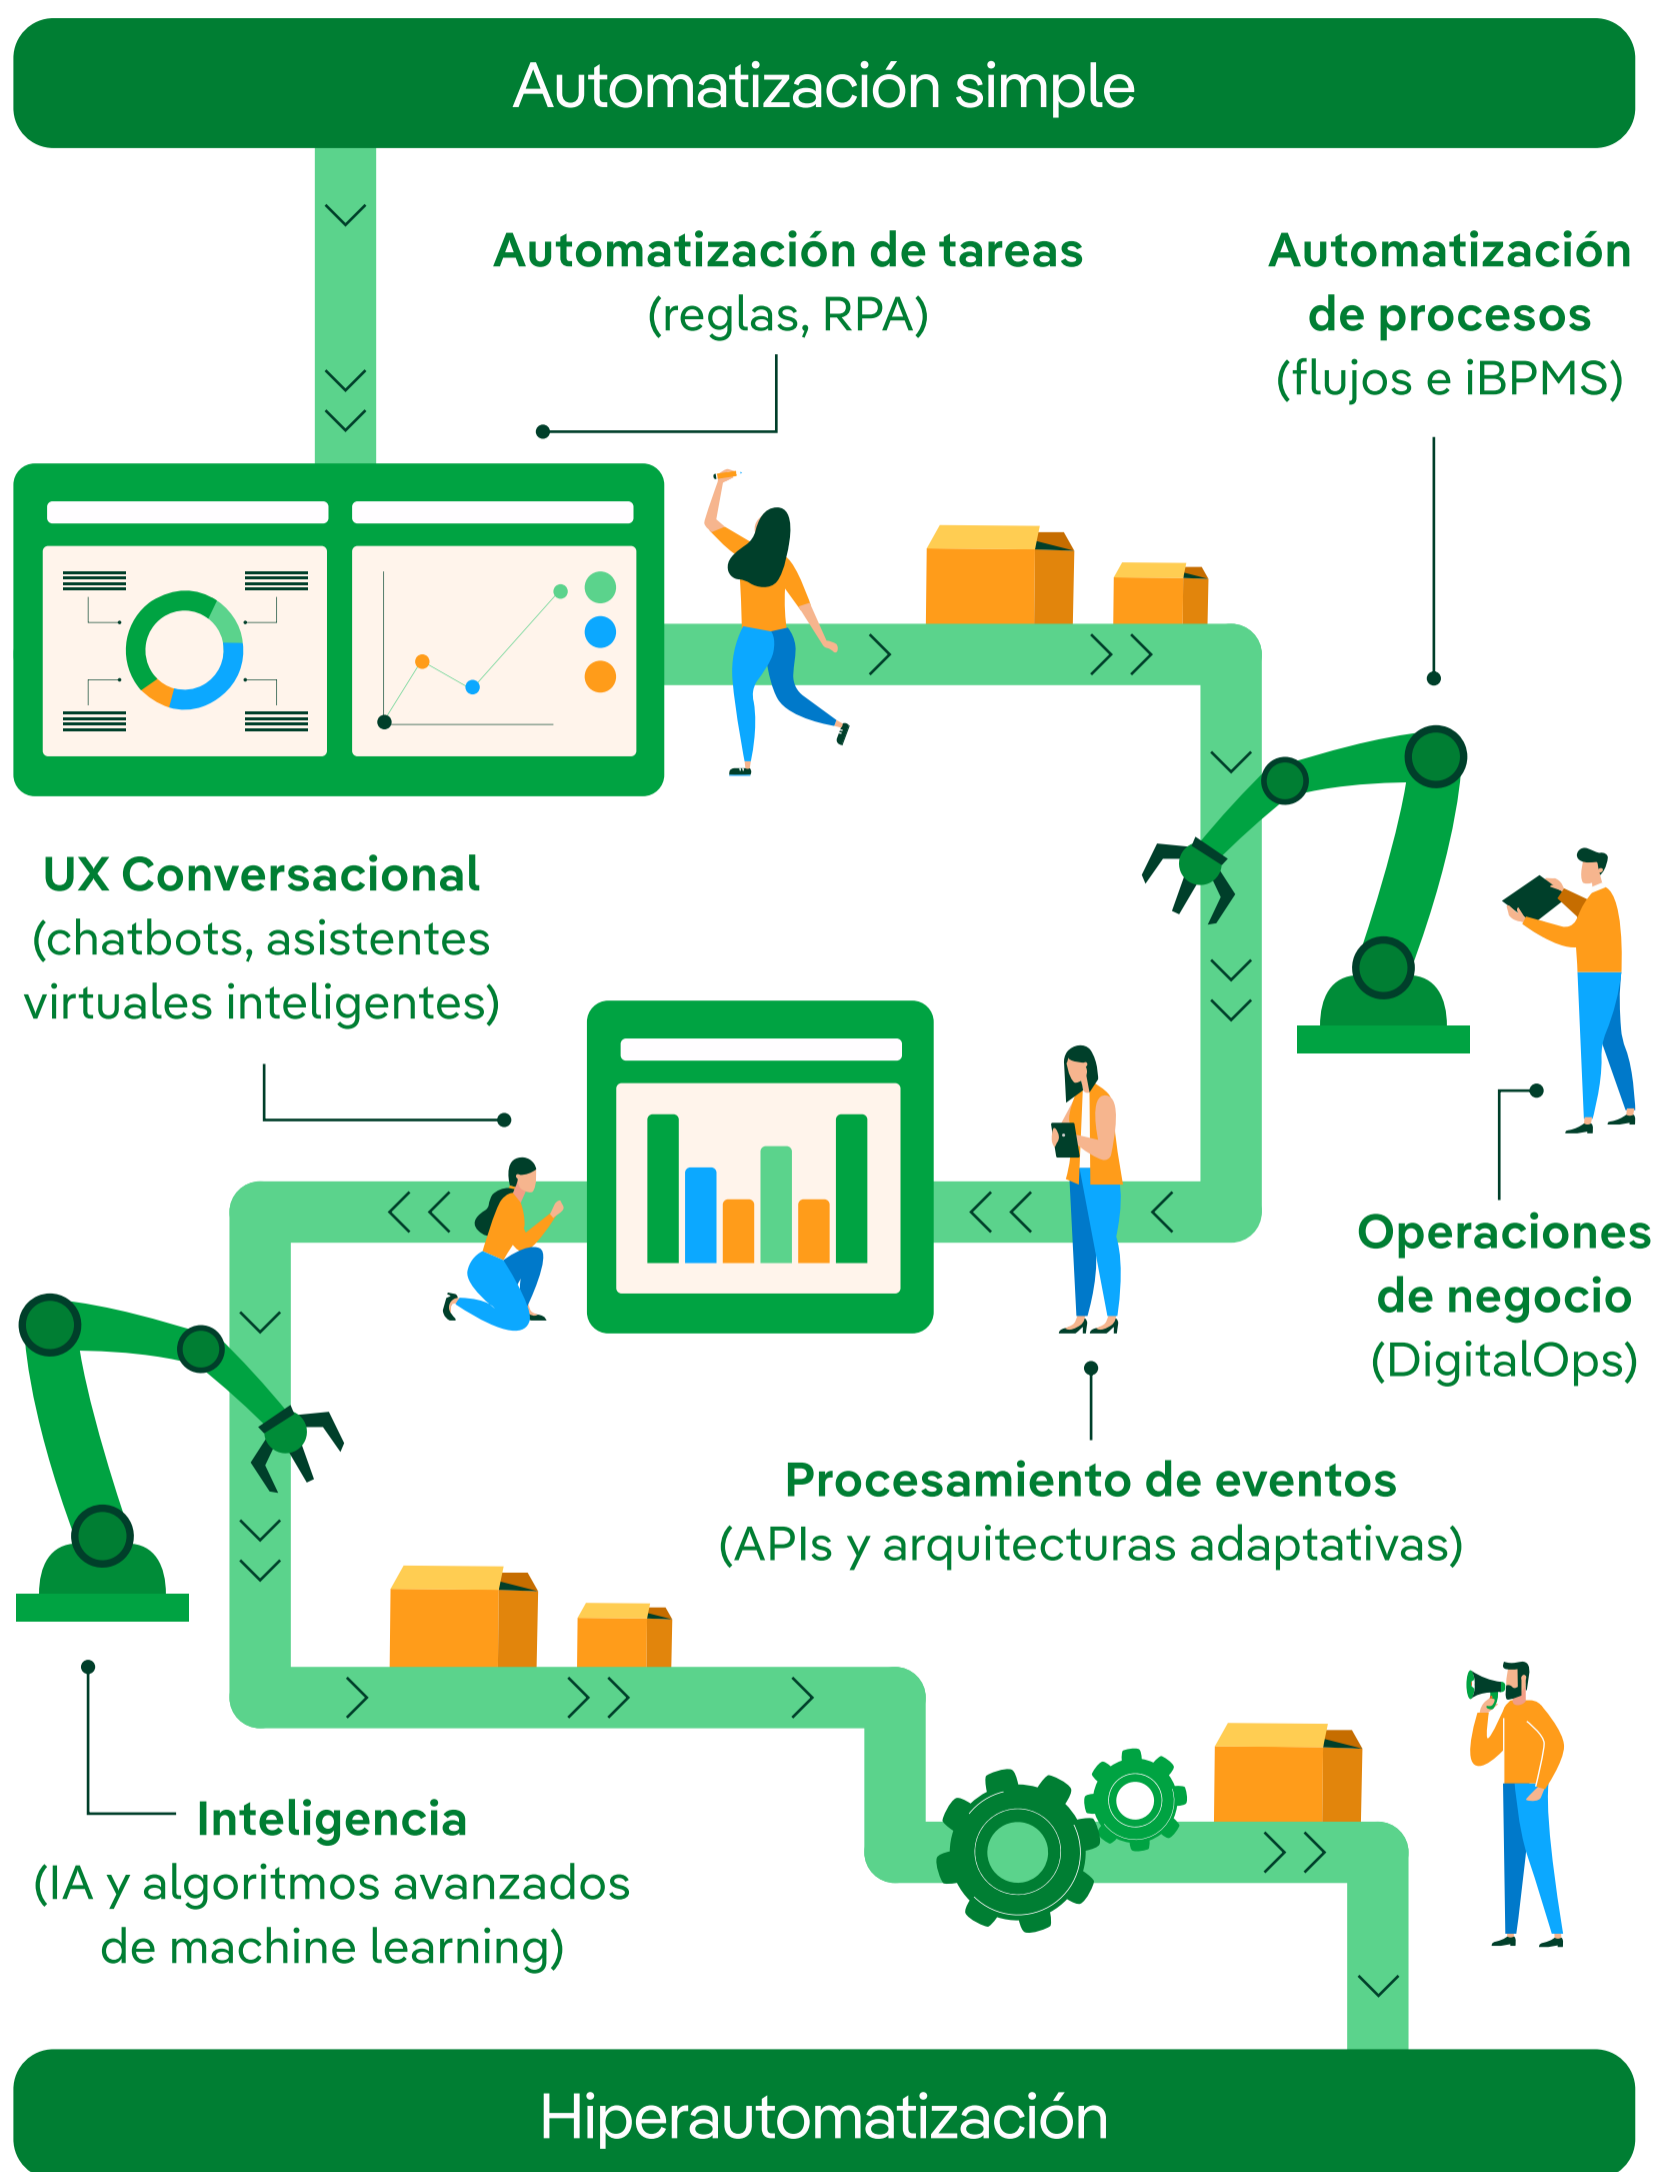 Automatización simple
Automatización de tareas
(reglas, RPA)
Automatización
de procesos
(flujos e iBPMS)
UX Conversacional
(chatbots, asistentes
virtuales inteligentes)
Operaciones
de negocio
(DigitalOps)
Procesamiento de eventos
(APIs y arquitecturas adaptativas)
Inteligencia
(IA y algoritmos avanzados
de machine learning)
Hiperautomatización